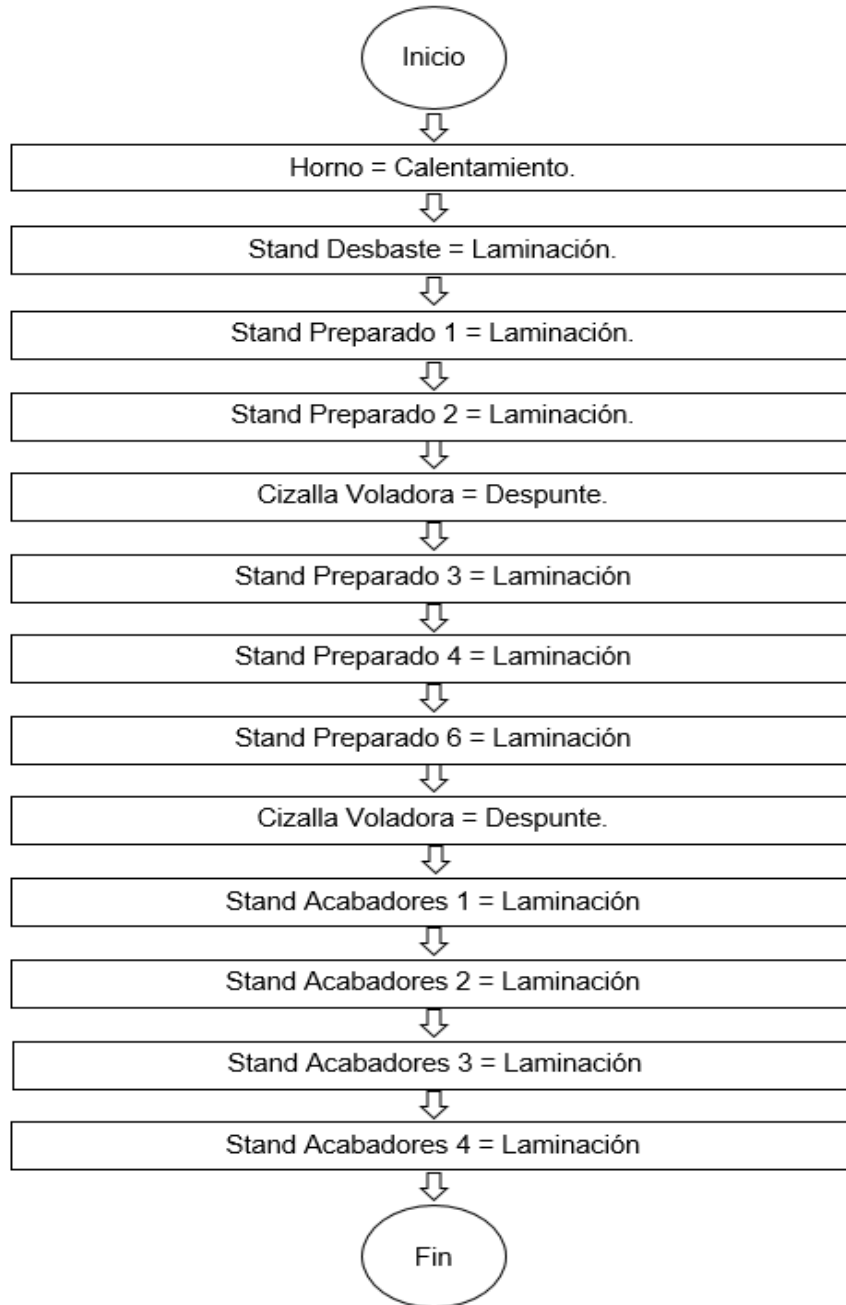 Inicio
Horno = Calentamiento.
Stand Desbaste = Laminación.
Stand Preparado 1 = Laminación.
Stand Preparado 2 = Laminación.
Cizalla Voladora = Despunte.
Stand Preparado 3 = Laminación
Stand Preparado 4 = Laminación
Stand Preparado 6 = Laminación
Cizalla Voladora = Despunte.
Stand Acabadores 1 = Laminación
Stand Acabadores 2 = Laminación
Stand Acabadores 3 = Laminación
Stand Acabadores 4 = Laminación
Fin